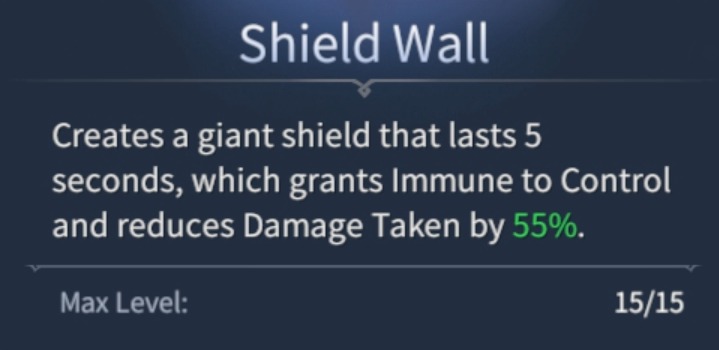 Shield Wall
Creates a giant shield that lasts 5
seconds, which grants Immune to Control
and reduces Damage Taken by 55%.
Max Level: 15/15